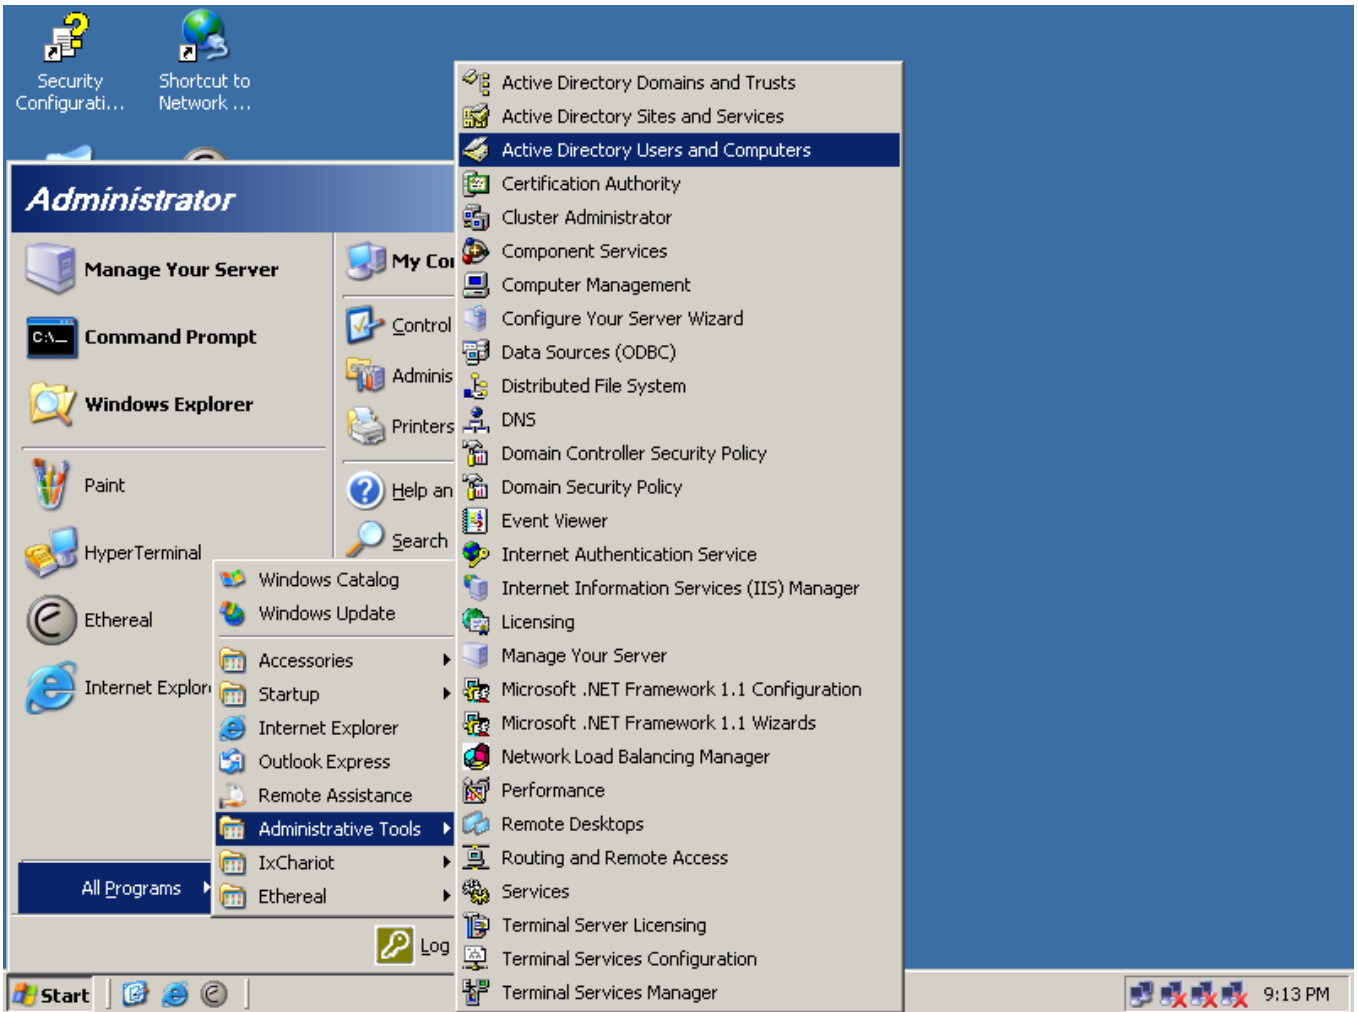 Security
Configurati...
Shortcut to
Network ...
Administrator
Manage Your Server
Command Prompt
Windows Explorer
Paint
HyperTerminal
Ethereal
Internet Explor
All Programs
My Co
Control
Adminis
Printers
Help an
Search
Log
Windows Catalog
Windows Update
Accessories
Startup
Internet Explorer
Outlook Express
Remote Assistance
Administrative Tools
IxChariot
Ethereal
Active Directory Domains and Trusts
Active Directory Sites and Services
Active Directory Users and Computers
Certification Authority
Cluster Administrator
Component Services
Computer Management
Configure Your Server Wizard
Data Sources (ODBC)
Distributed File System
DNS
Domain Controller Security Policy
Domain Security Policy
Event Viewer
Internet Authentication Service
Internet Information Services (IIS) Manager
Licensing
Manage Your Server
Microsoft .NET Framework 1.1 Configuration
Microsoft .NET Framework 1.1 Wizards
Network Load Balancing Manager
Performance
Remote Desktops
Routing and Remote Access
Services
Terminal Server Licensing
Terminal Services Configuration
Terminal Services Manager
Start
9:13 PM